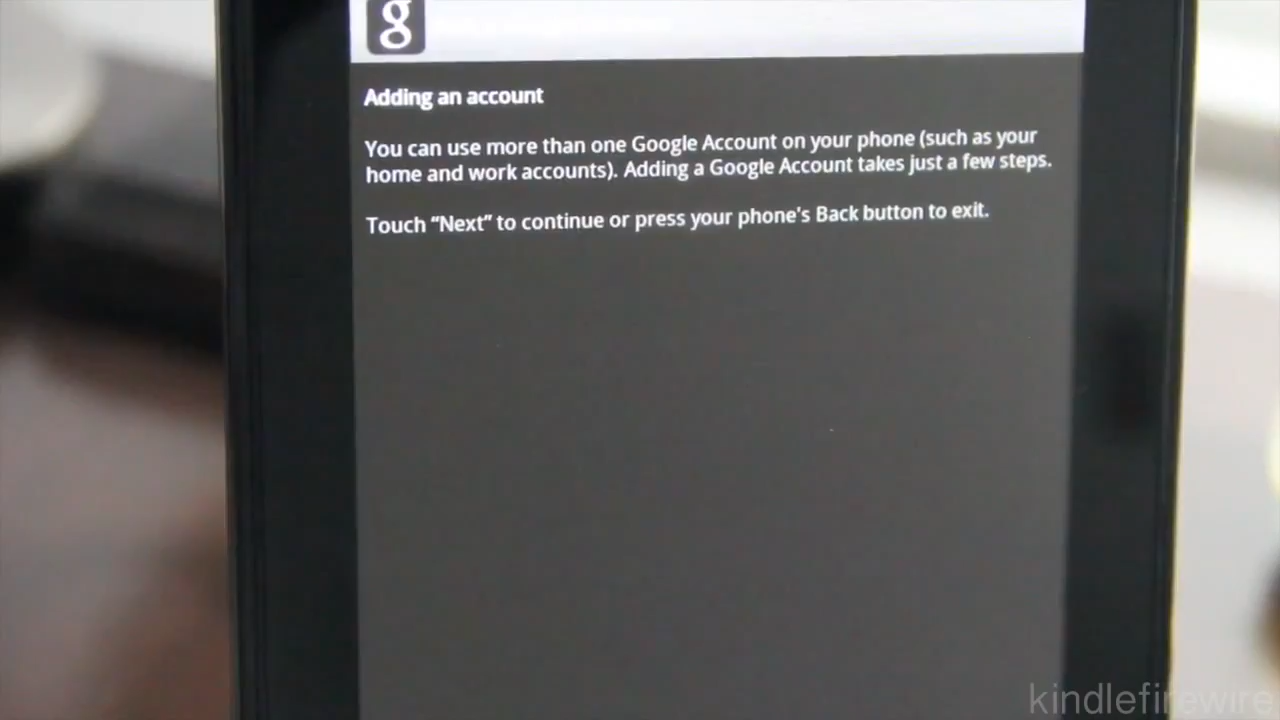 g
Adding an account
You can use more than one Google Account on your phone (such as your
home and work accounts). Adding a Google Account takes just a few steps.
Touch “Next” to continue or press your phone's Back button to exit.
kindlefirewire